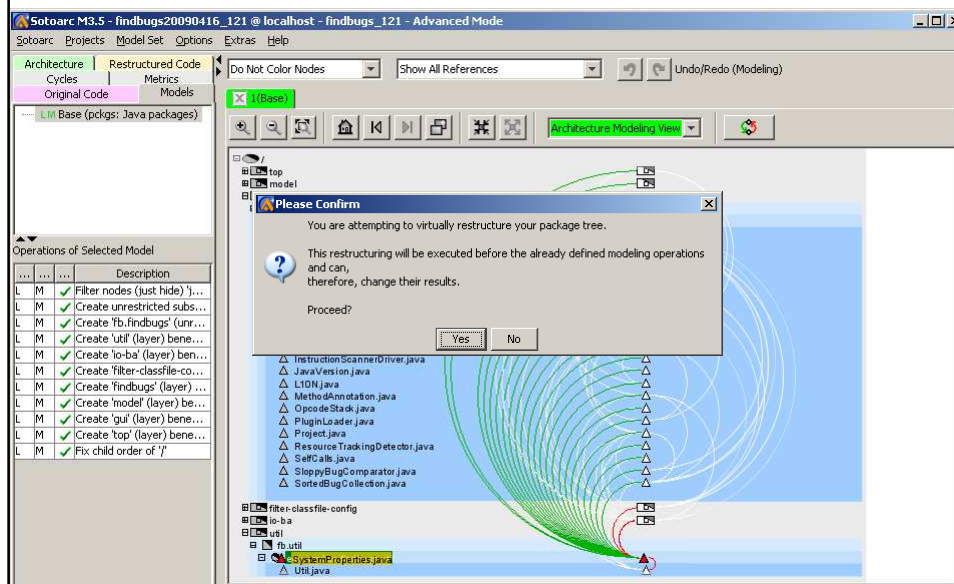 Sotoarc M3.5 - findbugs20090416_121 @ localhost - findbugs_121 - Advanced Mode
Sotoarc Projects Model Set Options Extras Help
Architecture Restructured Code
Cycles Metrics
Original Code Models
Do Not Color Nodes Show All References Undo/Redo (Modeling)
1(Base)
LM Base (pckgs: Java packages)
Architecture Modeling View
/
top
model
Please Confirm
You are attempting to virtually restructure your package tree.
This restructuring will be executed before the already defined modeling operations
and can,
therefore, change their results.
Proceed?
Yes No
Operations of Selected Model
... ... ... Description
L M Filter nodes (just hide) 'j...
L M Create unrestricted subs...
L M Create 'fb.findbugs' (unr...
L M Create 'util' (layer) bene...
L M Create 'io-ba' (layer) ben...
L M Create 'filter-classfile-co...
L M Create 'findbugs' (layer) ...
L M Create 'model' (layer) be...
L M Create 'gui' (layer) bene...
L M Create 'top' (layer) bene...
L M Fix child order of '/'
InstructionScannerDriver.java
JavaVersion.java
L1ON.java
MethodAnnotation.java
OpcodeStack.java
PluginLoader.java
Project.java
ResourceTrackingDetector.java
SelfCalls.java
SloppyBugComparator.java
SortedBugCollection.java
filter-classfile-config
io-ba
util
fb.util
SystemProperties.java
Util.java